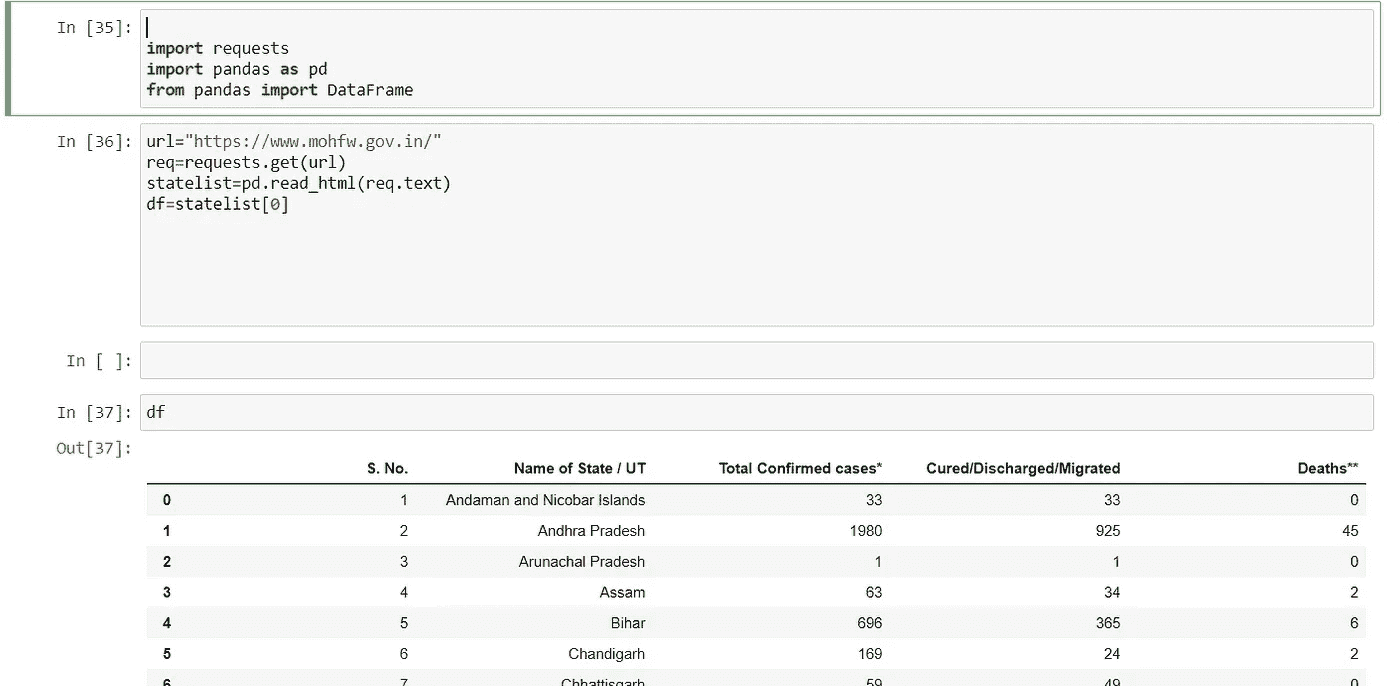 In [35]:
import requests
import pandas as pd
from pandas import DataFrame
In [36]: url="https://www.mohfw.gov.in/"
req=requests.get(url)
statelist=pd.read_html(req.text)
df=statelist[0]
In [ ]:
In [37]: df
Out[37]:
S. No. Name of State / UT Total Confirmed cases* Cured/Discharged/Migrated Deaths**
0 1 Andaman and Nicobar Islands 33 33 0
1 2 Andhra Pradesh 1980 925 45
2 3 Arunachal Pradesh 1 1 0
3 4 Assam 63 34 2
4 5 Bihar 696 365 6
5 6 Chandigarh 169 24 2
6 7 Chhattisgarh 59 49 0